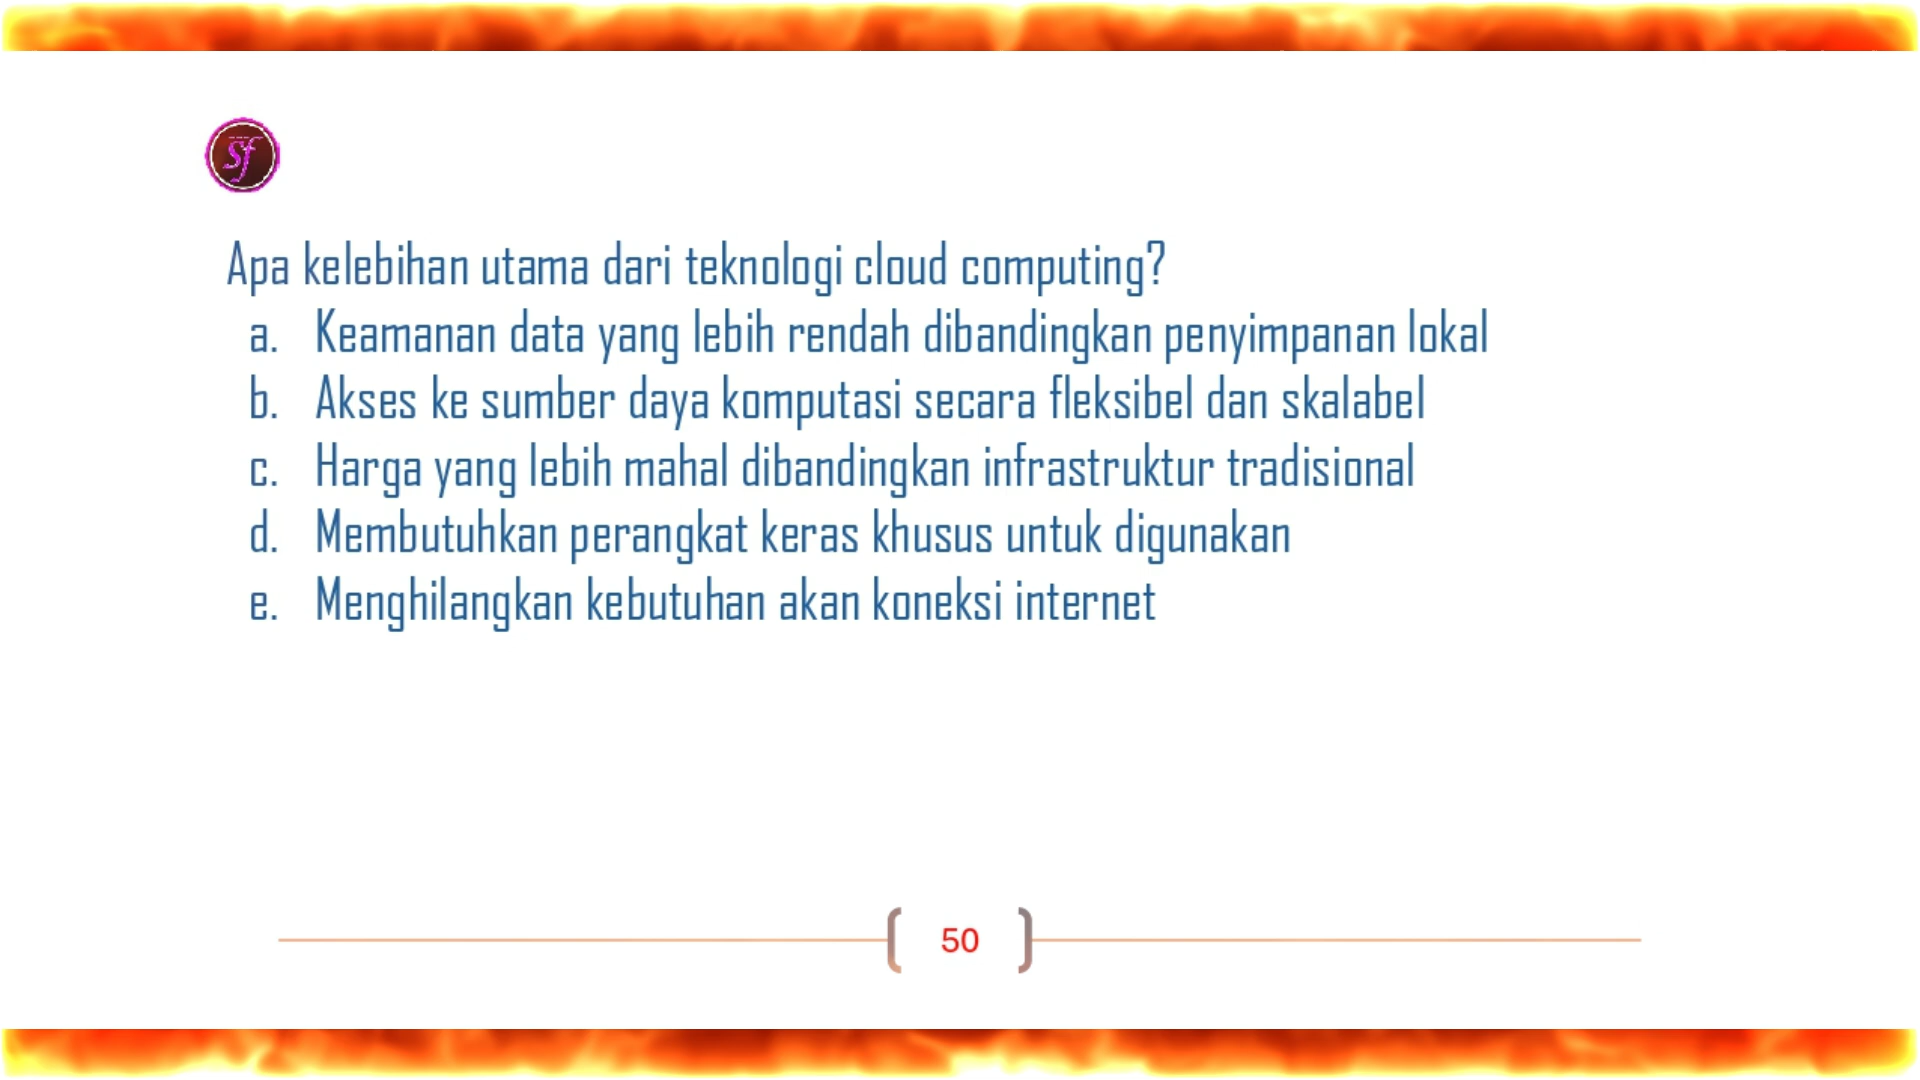 Sf
Apa kelebihan utama dari teknologi cloud computing?
a. Keamanan data yang lebih rendah dibandingkan penyimpanan lokal
b. Akses ke sumber daya komputasi secara fleksibel dan skalabel
c. Harga yang lebih mahal dibandingkan infrastruktur tradisional
d. Membutuhkan perangkat keras khusus untuk digunakan
e. Menghilangkan kebutuhan akan koneksi internet
50